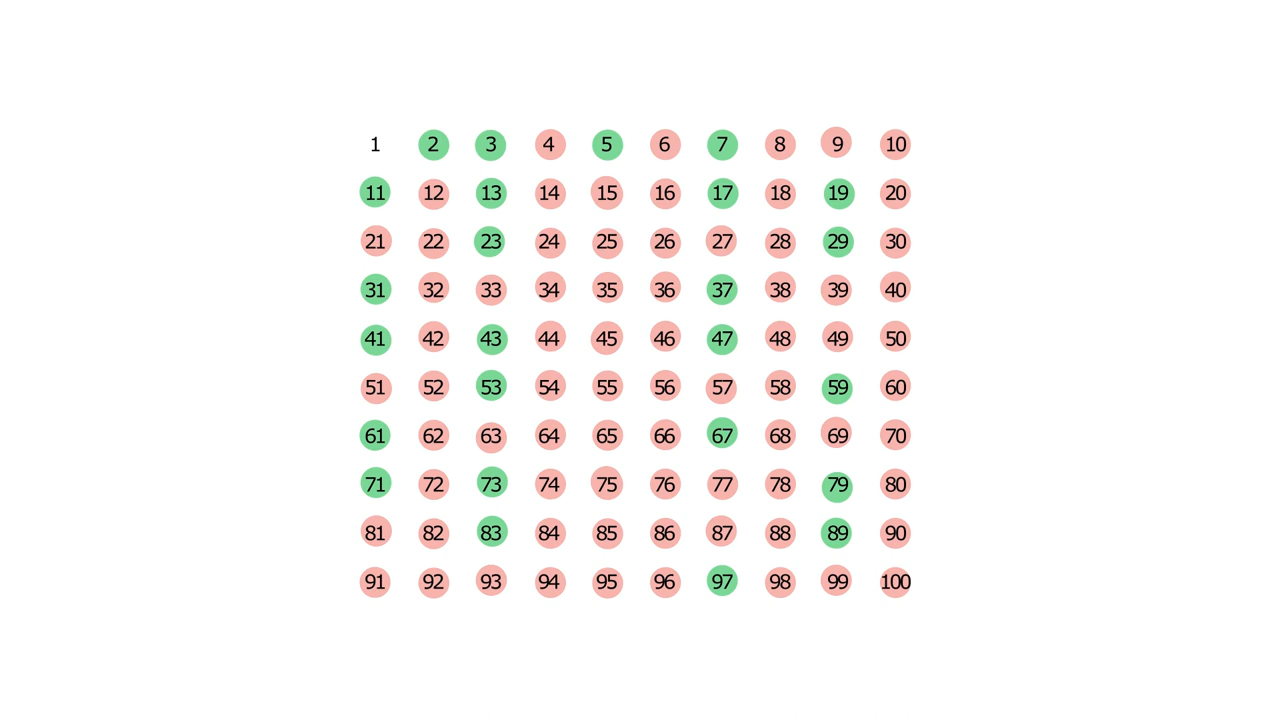 1 2 3 4 5 6 7 8 9 10
11 12 13 14 15 16 17 18 19 20
21 22 23 24 25 26 27 28 29 30
31 32 33 34 35 36 37 38 39 40
41 42 43 44 45 46 47 48 49 50
51 52 53 54 55 56 57 58 59 60
61 62 63 64 65 66 67 68 69 70
71 72 73 74 75 76 77 78 79 80
81 82 83 84 85 86 87 88 89 90
91 92 93 94 95 96 97 98 99 100